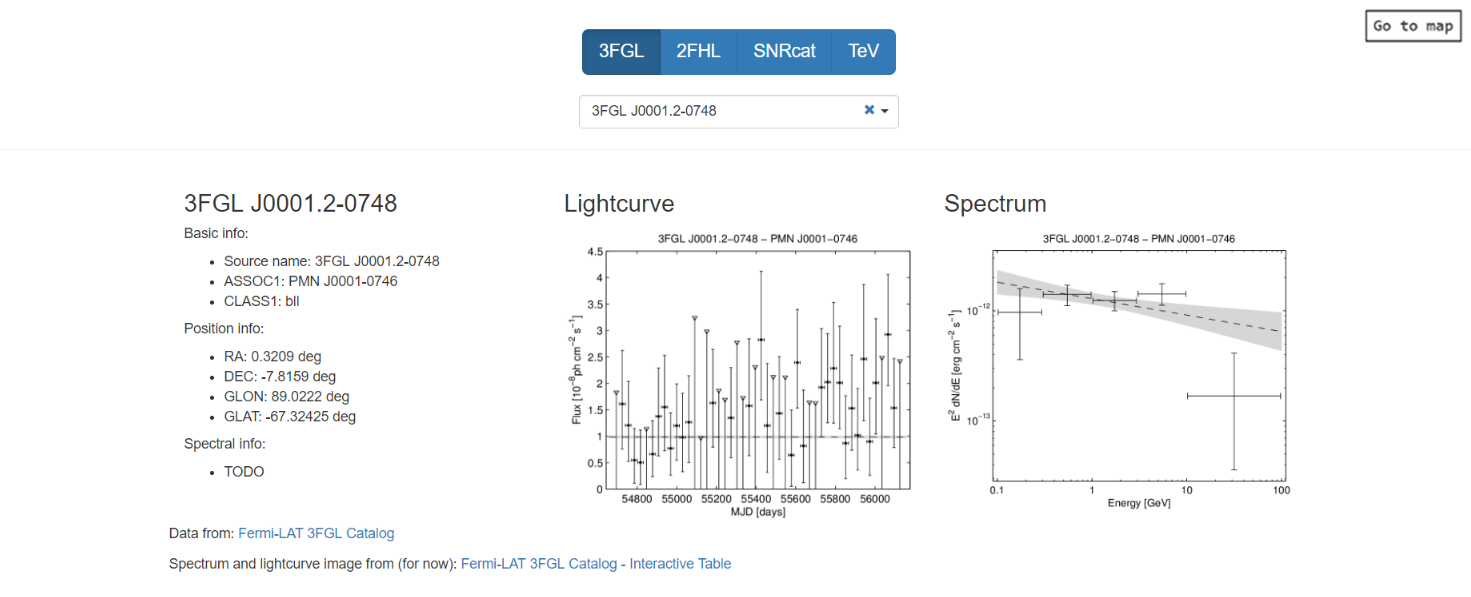 Go to map
3FGL 2FHL SNRcat TeV
3FGL J0001.2-0748
3FGL J0001.2-0748
Basic info:
Source name: 3FGL J0001.2-0748
ASSOC1: PMN J0001-0746
CLASS1: bll
Position info:
RA: 0.3209 deg
DEC: -7.8159 deg
GLON: 89.0222 deg
GLAT: -67.32425 deg
Spectral info:
TODO
Lightcurve
3FGL J0001.2−0748 − PMN J0001−0746
4.5
4
3.5
3
2.5
2
1.5
1
0.5
0
Flux [10⁻⁸ph cm⁻² s⁻¹]
54800 55000 55200 55400 55600 55800 56000
MJD [days]
Spectrum
3FGL J0001.2−0748 − PMN J0001−0746
10⁻¹²
10⁻¹³
E² dN/dE [erg cm⁻² s⁻¹]
0.1 1 10 100
Energy [GeV]
Data from: Fermi-LAT 3FGL Catalog
Spectrum and lightcurve image from (for now): Fermi-LAT 3FGL Catalog - Interactive Table